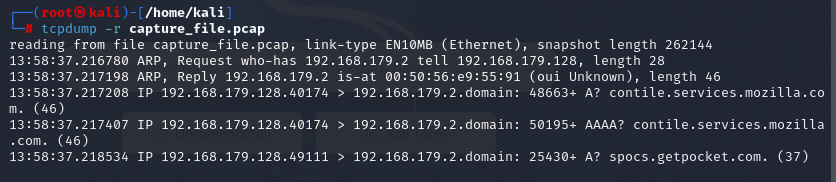 ┌──(root㉿kali)-[/home/kali]
└─# tcpdump -r capture_file.pcap
reading from file capture_file.pcap, link-type EN10MB (Ethernet), snapshot length 262144
13:58:37.216780 ARP, Request who-has 192.168.179.2 tell 192.168.179.128, length 28
13:58:37.217198 ARP, Reply 192.168.179.2 is-at 00:50:56:e9:55:91 (oui Unknown), length 46
13:58:37.217208 IP 192.168.179.128.40174 > 192.168.179.2.domain: 48663+ A? contile.services.mozilla.co
m. (46)
13:58:37.217407 IP 192.168.179.128.40174 > 192.168.179.2.domain: 50195+ AAAA? contile.services.mozilla
.com. (46)
13:58:37.218534 IP 192.168.179.128.49111 > 192.168.179.2.domain: 25430+ A? spocs.getpocket.com. (37)